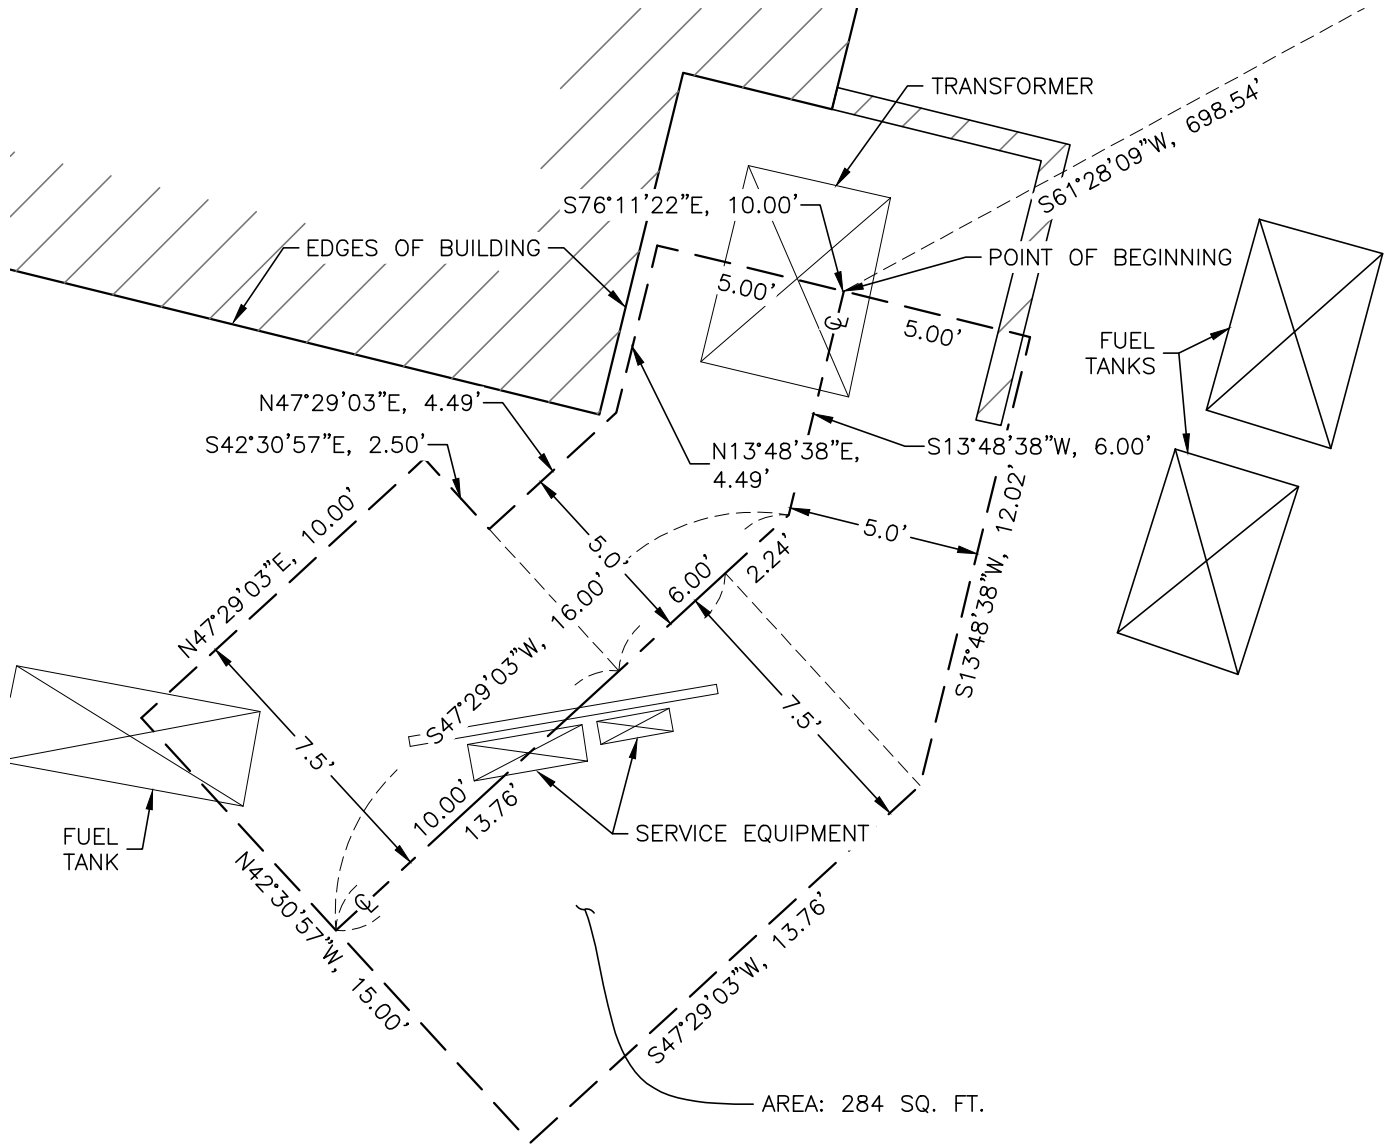 TRANSFORMER
S61°28'09"W, 698.54'
S76°11'22"E, 10.00'
EDGES OF BUILDING
POINT OF BEGINNING
5.00'
5.00'
FUEL
TANKS
N47°29'03"E, 4.49'
S42°30'57"E, 2.50'
N13°48'38"E,
4.49'
S13°48'38"W, 6.00'
S13°48'38"W, 12.02'
N47°29'03"E, 10.00'
5.0'
5.0'
6.00'
2.24'
S47°29'03"W, 16.00'
7.5'
7.5'
10.00'
13.76'
FUEL
TANK
SERVICE EQUIPMENT
N42°30'57"W, 15.00'
S47°29'03"W, 13.76'
AREA: 284 SQ. FT.